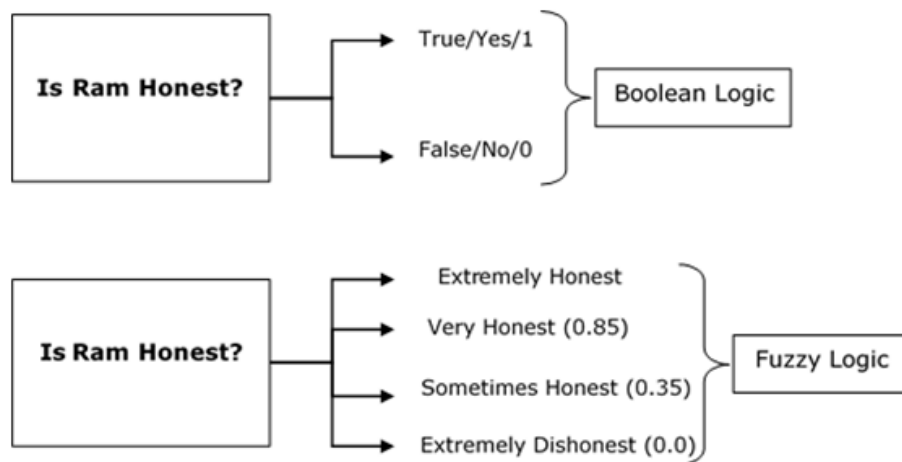 Is Ram Honest?
True/Yes/1
False/No/0
Boolean Logic
Is Ram Honest?
Extremely Honest
Very Honest (0.85)
Sometimes Honest (0.35)
Extremely Dishonest (0.0)
Fuzzy Logic